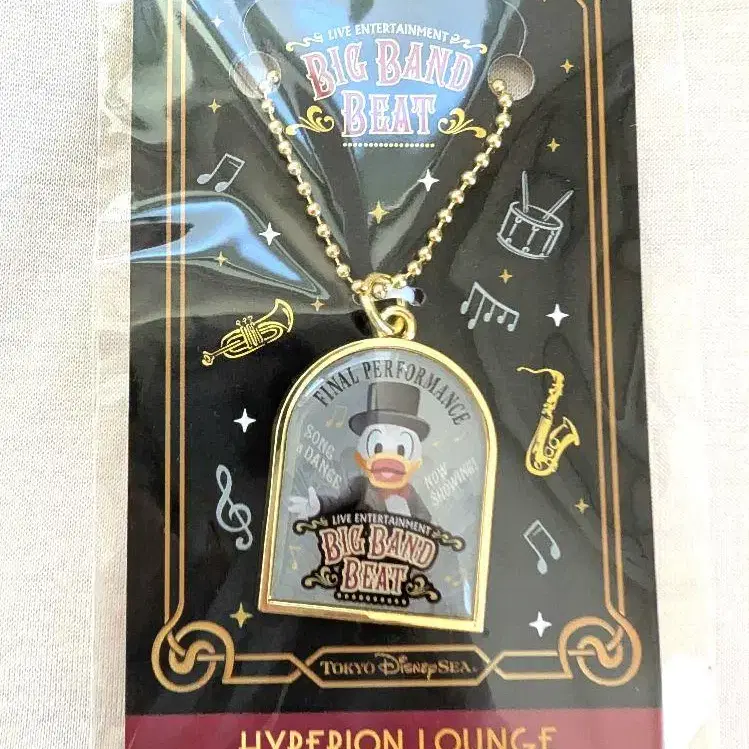 LIVE ENTERTAINMENT
BIG BAND
BEAT
FINAL PERFORMANCE
SONG
& DANCE
NOW
SHOWING!
LIVE ENTERTAINMENT
BIG BAND
BEAT
TOKYO DISNEYSEA
HYPERION LOUNGE